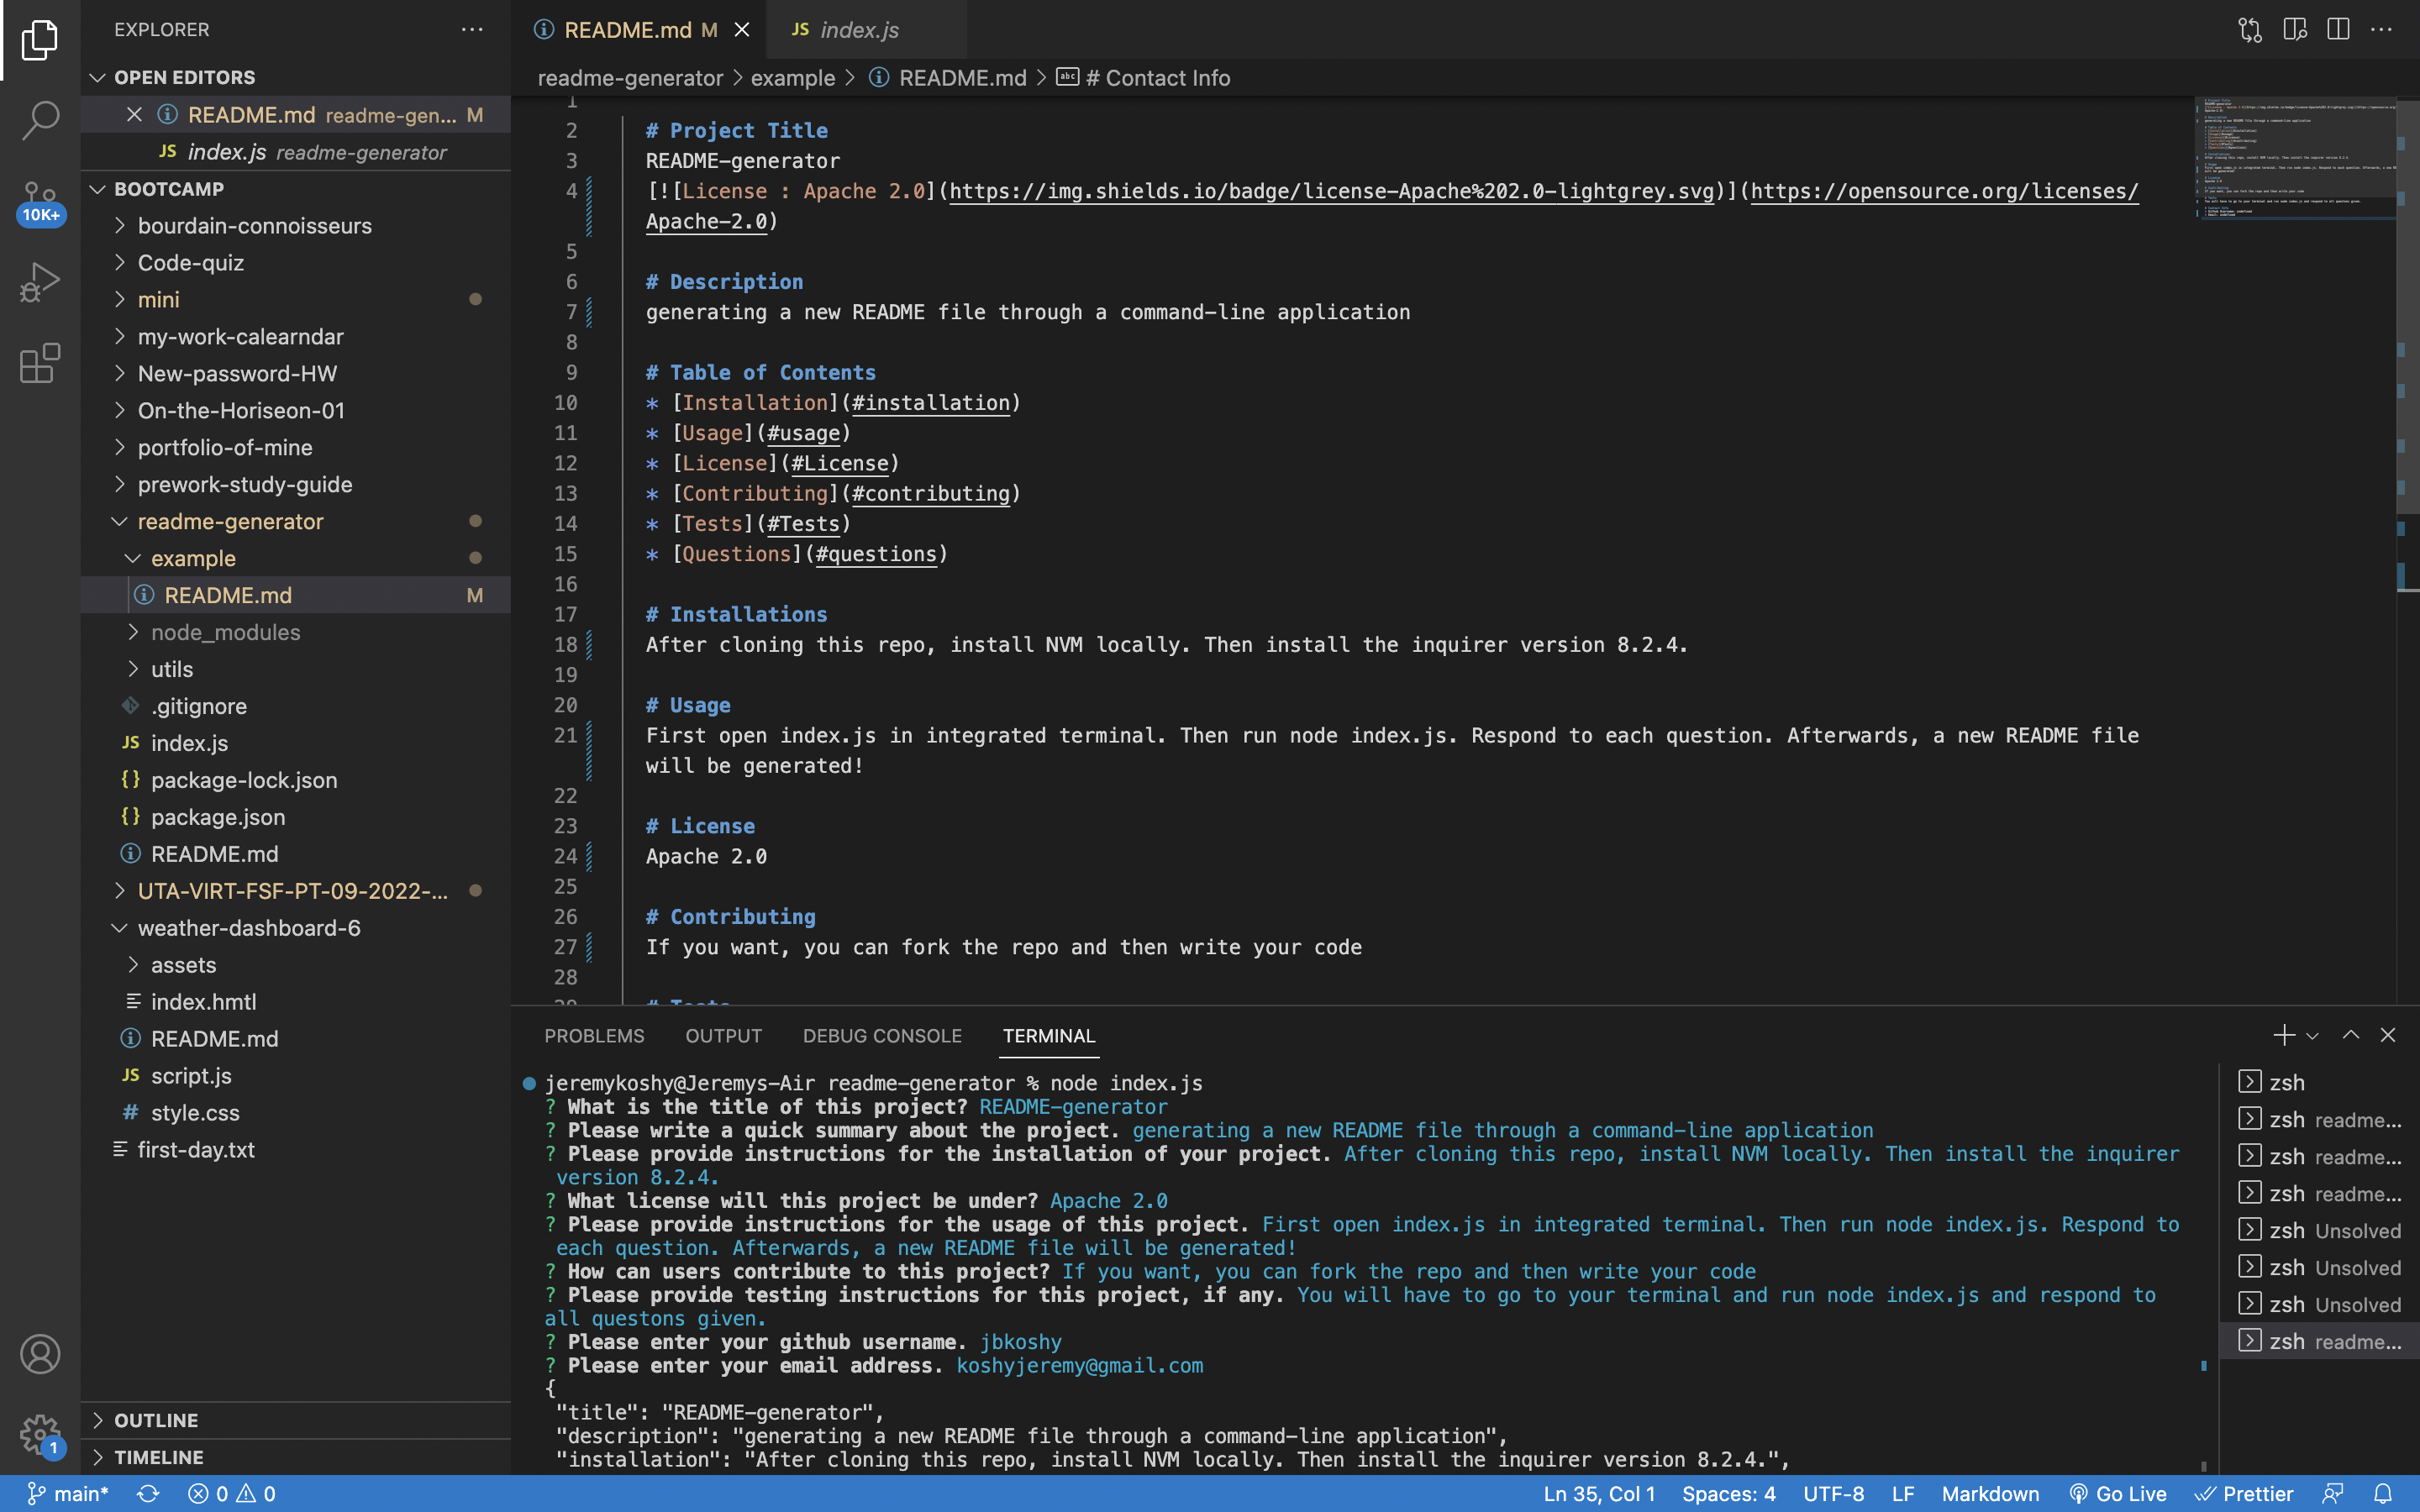 EXPLORER
OPEN EDITORS
README.md readme-gen... M
JS index.js readme-generator
BOOTCAMP
bourdain-connoisseurs
Code-quiz
mini
my-work-calearndar
New-password-HW
On-the-Horiseon-01
portfolio-of-mine
prework-study-guide
readme-generator
example
README.md M
node_modules
utils
.gitignore
JS index.js
{} package-lock.json
{} package.json
README.md
UTA-VIRT-FSF-PT-09-2022-...
weather-dashboard-6
assets
index.hmtl
README.md
JS script.js
# style.css
first-day.txt
OUTLINE
TIMELINE
10K+
1
README.md M
JS index.js
readme-generator > example > README.md > abc # Contact Info
1
2 # Project Title
3 README-generator
4 [![License : Apache 2.0](https://img.shields.io/badge/license-Apache%202.0-lightgrey.svg)](https://opensource.org/licenses/
Apache-2.0)
5
6 # Description
7 generating a new README file through a command-line application
8
9 # Table of Contents
10 * [Installation](#installation)
11 * [Usage](#usage)
12 * [License](#License)
13 * [Contributing](#contributing)
14 * [Tests](#Tests)
15 * [Questions](#questions)
16
17 # Installations
18 After cloning this repo, install NVM locally. Then install the inquirer version 8.2.4.
19
20 # Usage
21 First open index.js in integrated terminal. Then run node index.js. Respond to each question. Afterwards, a new README file
will be generated!
22
23 # License
24 Apache 2.0
25
26 # Contributing
27 If you want, you can fork the repo and then write your code
28
29 # Tests
PROBLEMS OUTPUT DEBUG CONSOLE TERMINAL
jeremykoshy@Jeremys-Air readme-generator % node index.js
? What is the title of this project? README-generator
? Please write a quick summary about the project. generating a new README file through a command-line application
? Please provide instructions for the installation of your project. After cloning this repo, install NVM locally. Then install the inquirer
version 8.2.4.
? What license will this project be under? Apache 2.0
? Please provide instructions for the usage of this project. First open index.js in integrated terminal. Then run node index.js. Respond to
each question. Afterwards, a new README file will be generated!
? How can users contribute to this project? If you want, you can fork the repo and then write your code
? Please provide testing instructions for this project, if any. You will have to go to your terminal and run node index.js and respond to
all questons given.
? Please enter your github username. jbkoshy
? Please enter your email address. koshyjeremy@gmail.com
{
"title": "README-generator",
"description": "generating a new README file through a command-line application",
"installation": "After cloning this repo, install NVM locally. Then install the inquirer version 8.2.4.",
zsh
zsh readme...
zsh readme...
zsh readme...
zsh Unsolved
zsh Unsolved
zsh Unsolved
zsh readme...
main* 0 0 Ln 35, Col 1 Spaces: 4 UTF-8 LF Markdown Go Live Prettier